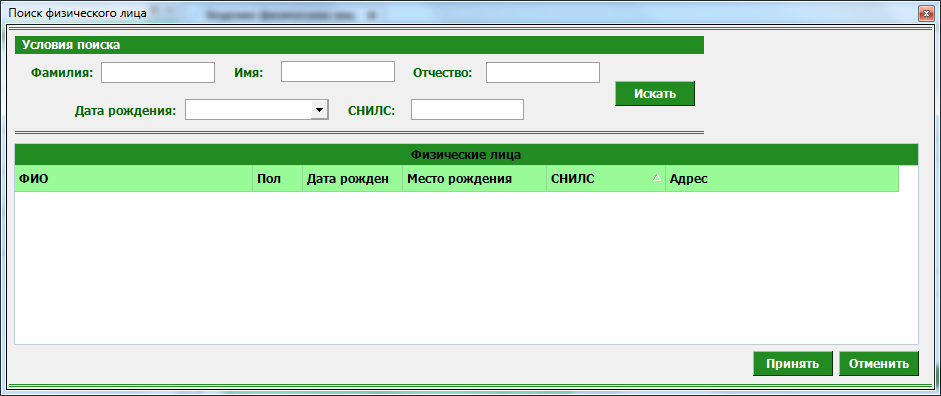 Поиск физического лица
Условия поиска
Фамилия: Имя: Отчество:
Искать
Дата рождения: СНИЛС:
Физические лица
ФИО Пол Дата рожден Место рождения СНИЛС Адрес
Принять Отменить